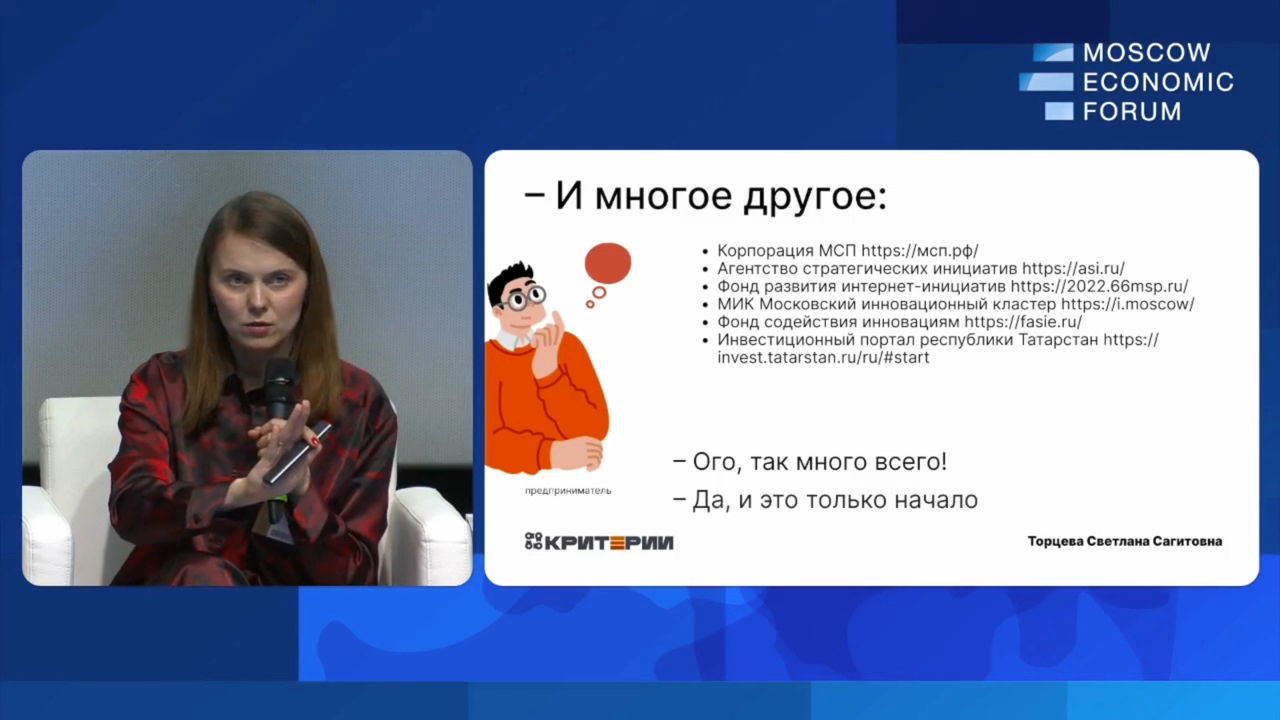 MOSCOW
ECONOMIC
FORUM
– И многое другое:
• Корпорация МСП https://мсп.рф/
• Агентство стратегических инициатив https://asi.ru/
• Фонд развития интернет-инициатив https://2022.66msp.ru/
• МИК Московский инновационный кластер https://i.moscow/
• Фонд содействия инновациям https://fasie.ru/
• Инвестиционный портал республики Татарстан https://
invest.tatarstan.ru/ru/#start
– Ого, так много всего!
– Да, и это только начало
предприниматель
КРИТЕРИИ
Торцева Светлана Сагитовна